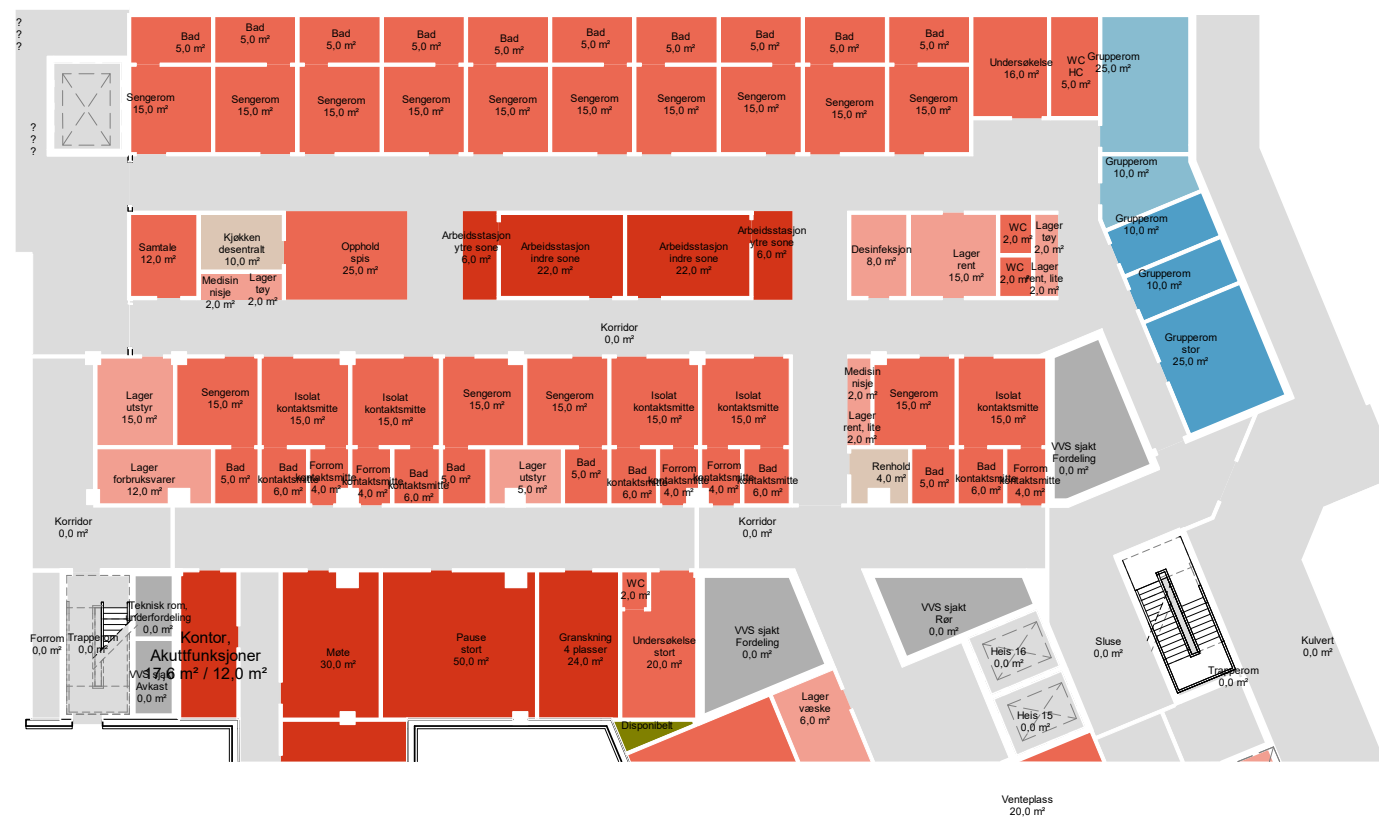 ?
?
?
?
?
?
Bad
5,0 m²
Bad
5,0 m²
Bad
5,0 m²
Bad
5,0 m²
Bad
5,0 m²
Bad
5,0 m²
Bad
5,0 m²
Bad
5,0 m²
Bad
5,0 m²
Bad
5,0 m²
Undersøkelse
16,0 m²
WC
HC
5,0 m²
Grupperom
25,0 m²
Sengerom
15,0 m²
Sengerom
15,0 m²
Sengerom
15,0 m²
Sengerom
15,0 m²
Sengerom
15,0 m²
Sengerom
15,0 m²
Sengerom
15,0 m²
Sengerom
15,0 m²
Sengerom
15,0 m²
Sengerom
15,0 m²
Grupperom
10,0 m²
Grupperom
10,0 m²
Grupperom
10,0 m²
Grupperom
stor
25,0 m²
Samtale
12,0 m²
Kjøkken
desentralt
10,0 m²
Medisin
nisje
2,0 m²
Lager
tøy
2,0 m²
Opphold
spis
25,0 m²
Arbeidsstasjon
ytre sone
6,0 m²
Arbeidsstasjon
indre sone
22,0 m²
Arbeidsstasjon
indre sone
22,0 m²
Arbeidsstasjon
ytre sone
6,0 m²
Desinfeksjon
8,0 m²
Lager
rent
15,0 m²
WC
2,0 m²
Lager
tøy
2,0 m²
WC
2,0 m²
Lager
rent, lite
2,0 m²
Korridor
0,0 m²
Lager
utstyr
15,0 m²
Sengerom
15,0 m²
Isolat
kontaktsmitte
15,0 m²
Isolat
kontaktsmitte
15,0 m²
Sengerom
15,0 m²
Sengerom
15,0 m²
Isolat
kontaktsmitte
15,0 m²
Isolat
kontaktsmitte
15,0 m²
Medisin
nisje
2,0 m²
Lager
rent, lite
2,0 m²
Sengerom
15,0 m²
Isolat
kontaktsmitte
15,0 m²
VVS sjakt
Fordeling
0,0 m²
Lager
forbruksvarer
12,0 m²
Bad
5,0 m²
Bad
kontaktsmitte
6,0 m²
Forrom
kontaktsmitte
4,0 m²
Forrom
kontaktsmitte
4,0 m²
Bad
kontaktsmitte
6,0 m²
Bad
5,0 m²
Lager
utstyr
5,0 m²
Bad
5,0 m²
Bad
kontaktsmitte
6,0 m²
Forrom
kontaktsmitte
4,0 m²
Forrom
kontaktsmitte
4,0 m²
Bad
kontaktsmitte
6,0 m²
Renhold
4,0 m²
Bad
5,0 m²
Bad
kontaktsmitte
6,0 m²
Forrom
kontaktsmitte
4,0 m²
Korridor
0,0 m²
Korridor
0,0 m²
Forrom
0,0 m²
Trapperom
0,0 m²
Teknisk rom,
underfordeling
0,0 m²
VVS sjakt
Avkast
0,0 m²
Kontor,
Akuttfunksjoner
17,6 m² / 12,0 m²
Møte
30,0 m²
Pause
stort
50,0 m²
Granskning
4 plasser
24,0 m²
WC
2,0 m²
Undersøkelse
stort
20,0 m²
VVS sjakt
Fordeling
0,0 m²
Lager
væske
6,0 m²
Disponibelt
VVS sjakt
Rør
0,0 m²
Heis 16
0,0 m²
Heis 15
0,0 m²
Sluse
0,0 m²
Trapperom
0,0 m²
Kulvert
0,0 m²
Venteplass
20,0 m²